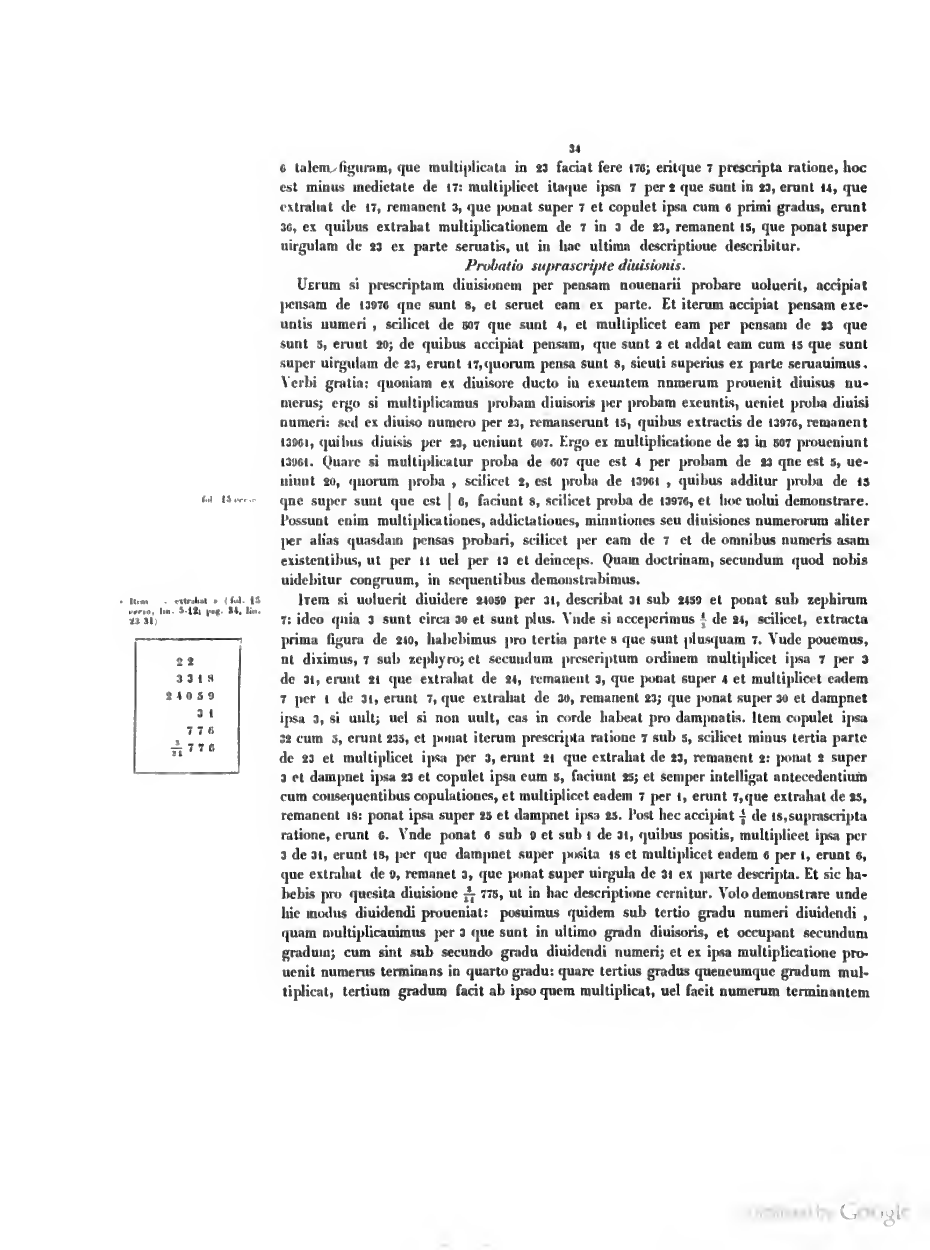 34
6 talem figuram, que multiplicata in 23 faciat fere 176; eritque 7 prescripta ratione, hoc
est minus medietate de 17: multiplicet itaque ipsa 7 per 2 que sunt in 23, erunt 14, que
extrahat de 17, remanent 3, que ponat super 7 et copulet ipsa cum 6 primi gradus, erunt
36, ex quibus extrahat multiplicationem de 7 in 3 de 23, remanent 15, que ponat super
uirgulam de 23 ex parte seruatis, ut in hac ultima descriptioue describitur.
Probatio suprascripte diuisionis.
UERUM si prescriptam diuisionem per pensam nouenarii probare uoluerit, accipiat
pensam de 13976 qne sunt 8, et seruet eam ex parte. Et iterum accipiat pensam exe-
untis numeri , scilicet de 507 que sunt 4, et multiplicet eam per pensam de 23 que
sunt 5, erunt 20; de quibus accipiat pensam, que sunt 2 et addat eam cum 15 que sunt
super uirgulam de 23, erunt 17, quorum pensa sunt 8, sicuti superius ex parte seruauimus.
Verbi gratia: quoniam ex diuisore ducto in exeuntem numerum prouenit diuisus nu-
merus; ergo si multiplicamus probam diuisoris per probam exeuntis, ueniet proba diuisi
numeri: sed ex diuiso numero per 23, remanserunt 15, quibus extractis de 13976, remanent
13961, quibus diuisis per 23, ueniunt 607. Ergo ex multiplicatione de 23 in 507 proueniunt
13961. Quare si multiplicatur proba de 607 que est 4 per probam de 23 qne est 5, ue-
niunt 20, quorum proba , scilicet 2, est proba de 13961 , quibus additur proba de 15
fol. 15 verso
qne super sunt que est | 6, faciunt 8, scilicet proba de 13976, et hoc uolui demonstrare.
Possunt enim multiplicationes, addictatioues, minutiones seu diuisiones numerorum aliter
per alias quasdam pensas probari, scilicet per eam de 7 et de omnibus numeris asam
existentibus, ut per 11 uel per 13 et deinceps. Quam doctrinam, secundum quod nobis
uidebitur congruum, in sequentibus demonstrabimus.
« Item . . extrahat » (fol. 15
verso, lin. 5-12; pag. 34, lin.
23-31)
2 2
3 3 1 8
2 4 0 5 9
3 1
7 7 6
3/31 7 7 6
Item si uoluerit diuidere 24059 per 31, describat 31 sub 2459 et ponat sub zephirum
7: ideo quia 3 sunt circa 30 et sunt plus. Vnde si acceperimus 1/3 de 24, scilicet, extracta
prima figura de 240, habebimus pro tertia parte 8 que sunt plusquam 7. Vude pouemus,
nt diximus, 7 sub zephyro; et secundum prescriptum ordinem multiplicet ipsa 7 per 3
de 31, erunt 21 que extrahat de 24, remanent 3, que ponat super 4 et multiplicet eadem
7 per 1 de 31, erunt 7, que extrahat de 30, remanent 23; que ponat super 30 et dampnet
ipsa 3, si uult; uel si non uult, eas in corde habeat pro dampnatis. Item copulet ipsa
32 cum 5, erunt 235, et ponat iterum prescripta ratione 7 sub 5, scilicet minus tertia parte
de 23 et multiplicet ipsa per 3, erunt 21 que extrahat de 23, remanent 2: ponat 2 super
3 et dampnet ipsa 23 et copulet ipsa cum 5, faciunt 25; et semper intelligat antecedentium
cum consequentibus copulationes, et multiplicet eadem 7 per 1, erunt 7, que extrahat de 25,
remanent 18: ponat ipsa super 25 et dampnet ipsa 25. Post hec accipiat 1/3 de 18, suprascripta
ratione, erunt 6. Vnde ponat 6 sub 9 et sub 1 de 31, quibus positis, multiplicet ipsa per
3 de 31, erunt 18, per que dampnet super posita 18 et multiplicet eadem 6 per 1, erunt 6,
que extrahat de 9, remanet 3, que ponat super uirgula de 31 ex parte descripta. Et sic ha-
bebis pro quesita diuisione 3/31 775, ut in hac descriptione cernitur. Volo demonstrare unde
hic modus diuidendi proueniat: posuimus quidem sub tertio gradu numeri diuidendi ,
quam multiplicauimus per 3 que sunt in ultimo gradu diuisoris, et occupant secundum
gradum; cum sint sub secundo gradu diuidendi numeri; et ex ipsa multiplicatione pro-
uenit numerus terminans in quarto gradu: quare tertius gradus quencumque gradum mul-
tiplicat, tertium gradum facit ab ipso quem multiplicat, uel facit numerum terminantem
Google